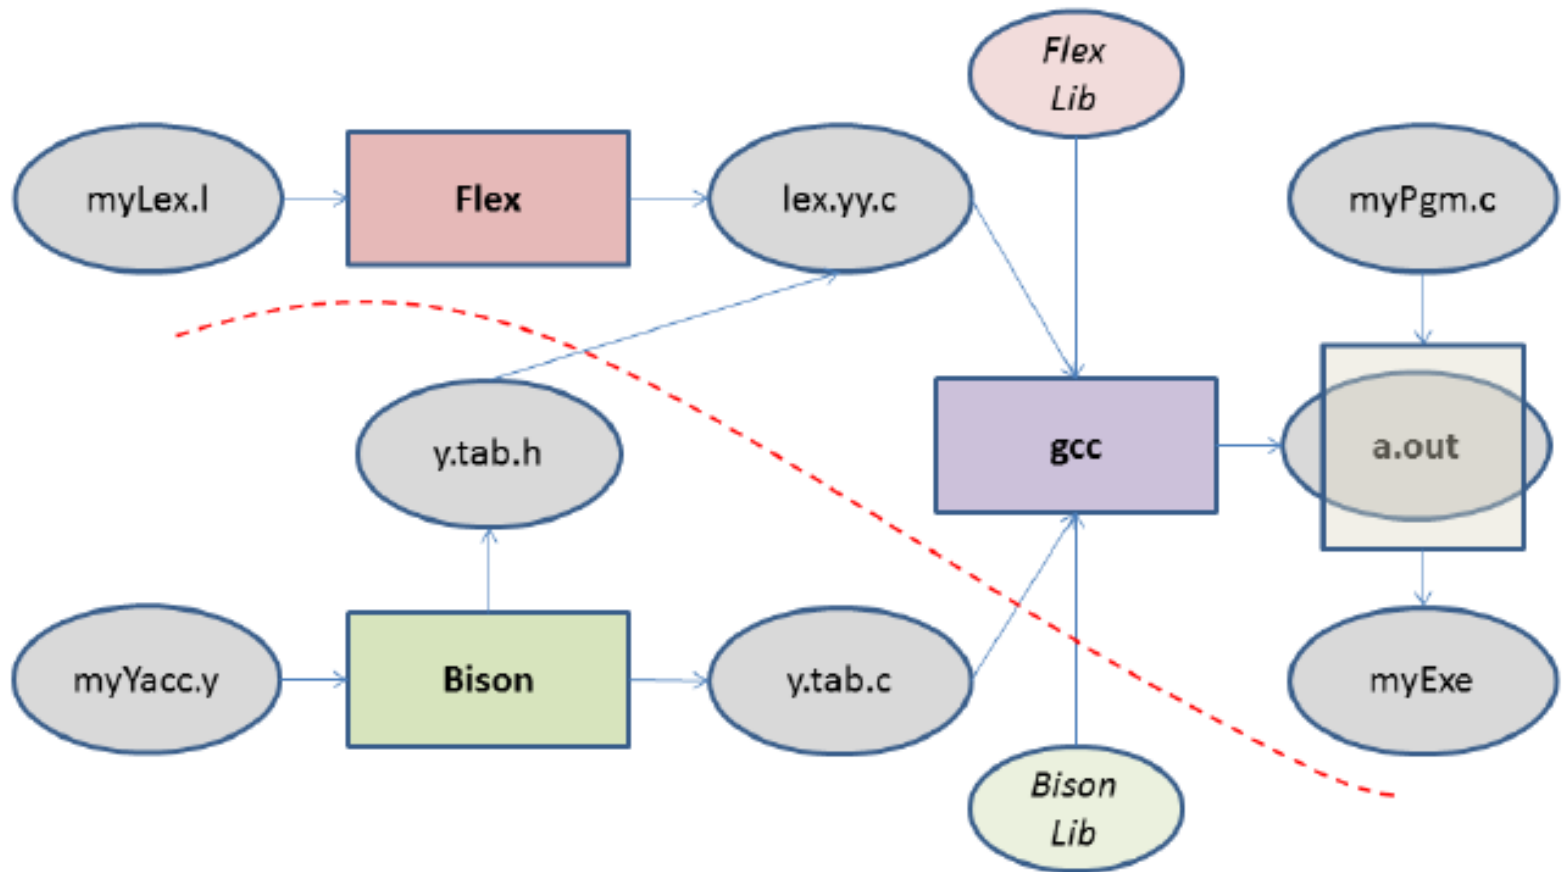 Flex
Lib
myLex.l
Flex
lex.yy.c
myPgm.c
y.tab.h
gcc
a.out
myYacc.y
Bison
y.tab.c
myExe
Bison
Lib